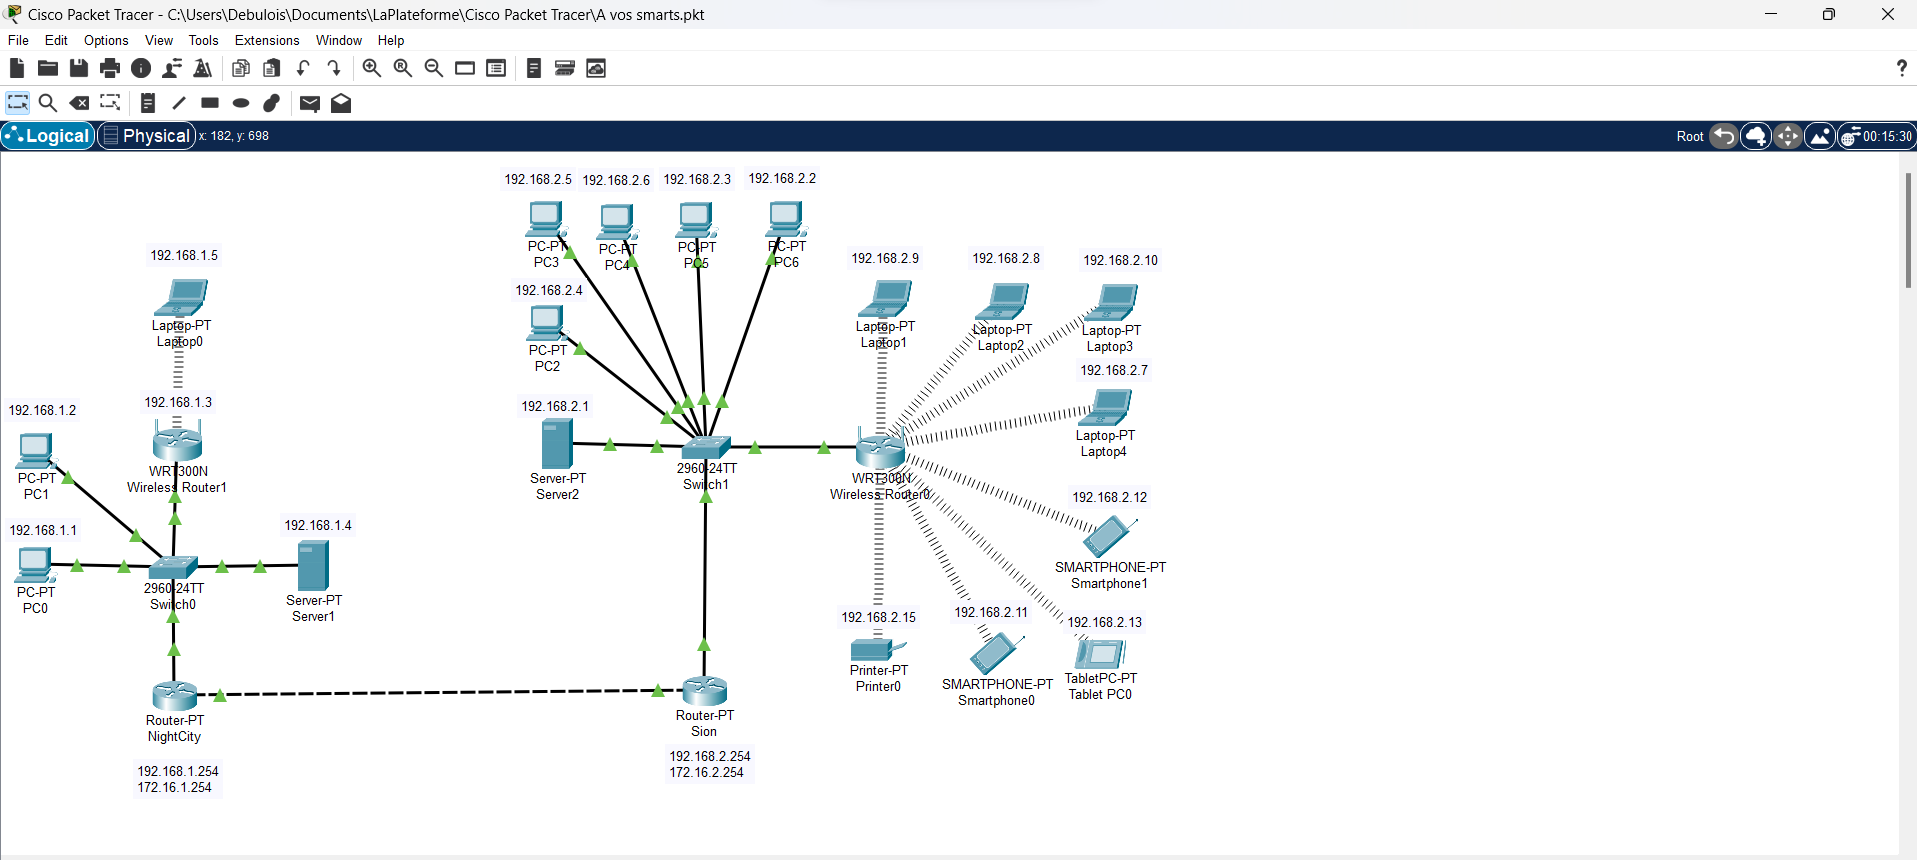 Cisco Packet Tracer - C:\Users\Debulois\Documents\LaPlateforme\Cisco Packet Tracer\A vos smarts.pkt
File Edit Options View Tools Extensions Window Help
?
Logical Physical x: 182, y: 698 Root 00:15:30
192.168.2.5 192.168.2.6 192.168.2.3 192.168.2.2
PC-PT
PC3
PC-PT
PC4
PC-PT
PC5
PC-PT
PC6
192.168.1.5
Laptop-PT
Laptop0
192.168.2.4
PC-PT
PC2
192.168.2.9
Laptop-PT
Laptop1
192.168.2.8
Laptop-PT
Laptop2
192.168.2.10
Laptop-PT
Laptop3
192.168.2.7
Laptop-PT
Laptop4
192.168.1.2
PC-PT
PC1
192.168.1.3
WRT300N
Wireless Router1
192.168.2.1
Server-PT
Server2
2960-24TT
Switch1
WRT300N
Wireless Router0
192.168.2.12
SMARTPHONE-PT
Smartphone1
192.168.1.1
PC-PT
PC0
2960-24TT
Switch0
192.168.1.4
Server-PT
Server1
192.168.2.15
Printer-PT
Printer0
192.168.2.11
SMARTPHONE-PT
Smartphone0
192.168.2.13
TabletPC-PT
Tablet PC0
Router-PT
NightCity
192.168.1.254
172.16.1.254
Router-PT
Sion
192.168.2.254
172.16.2.254